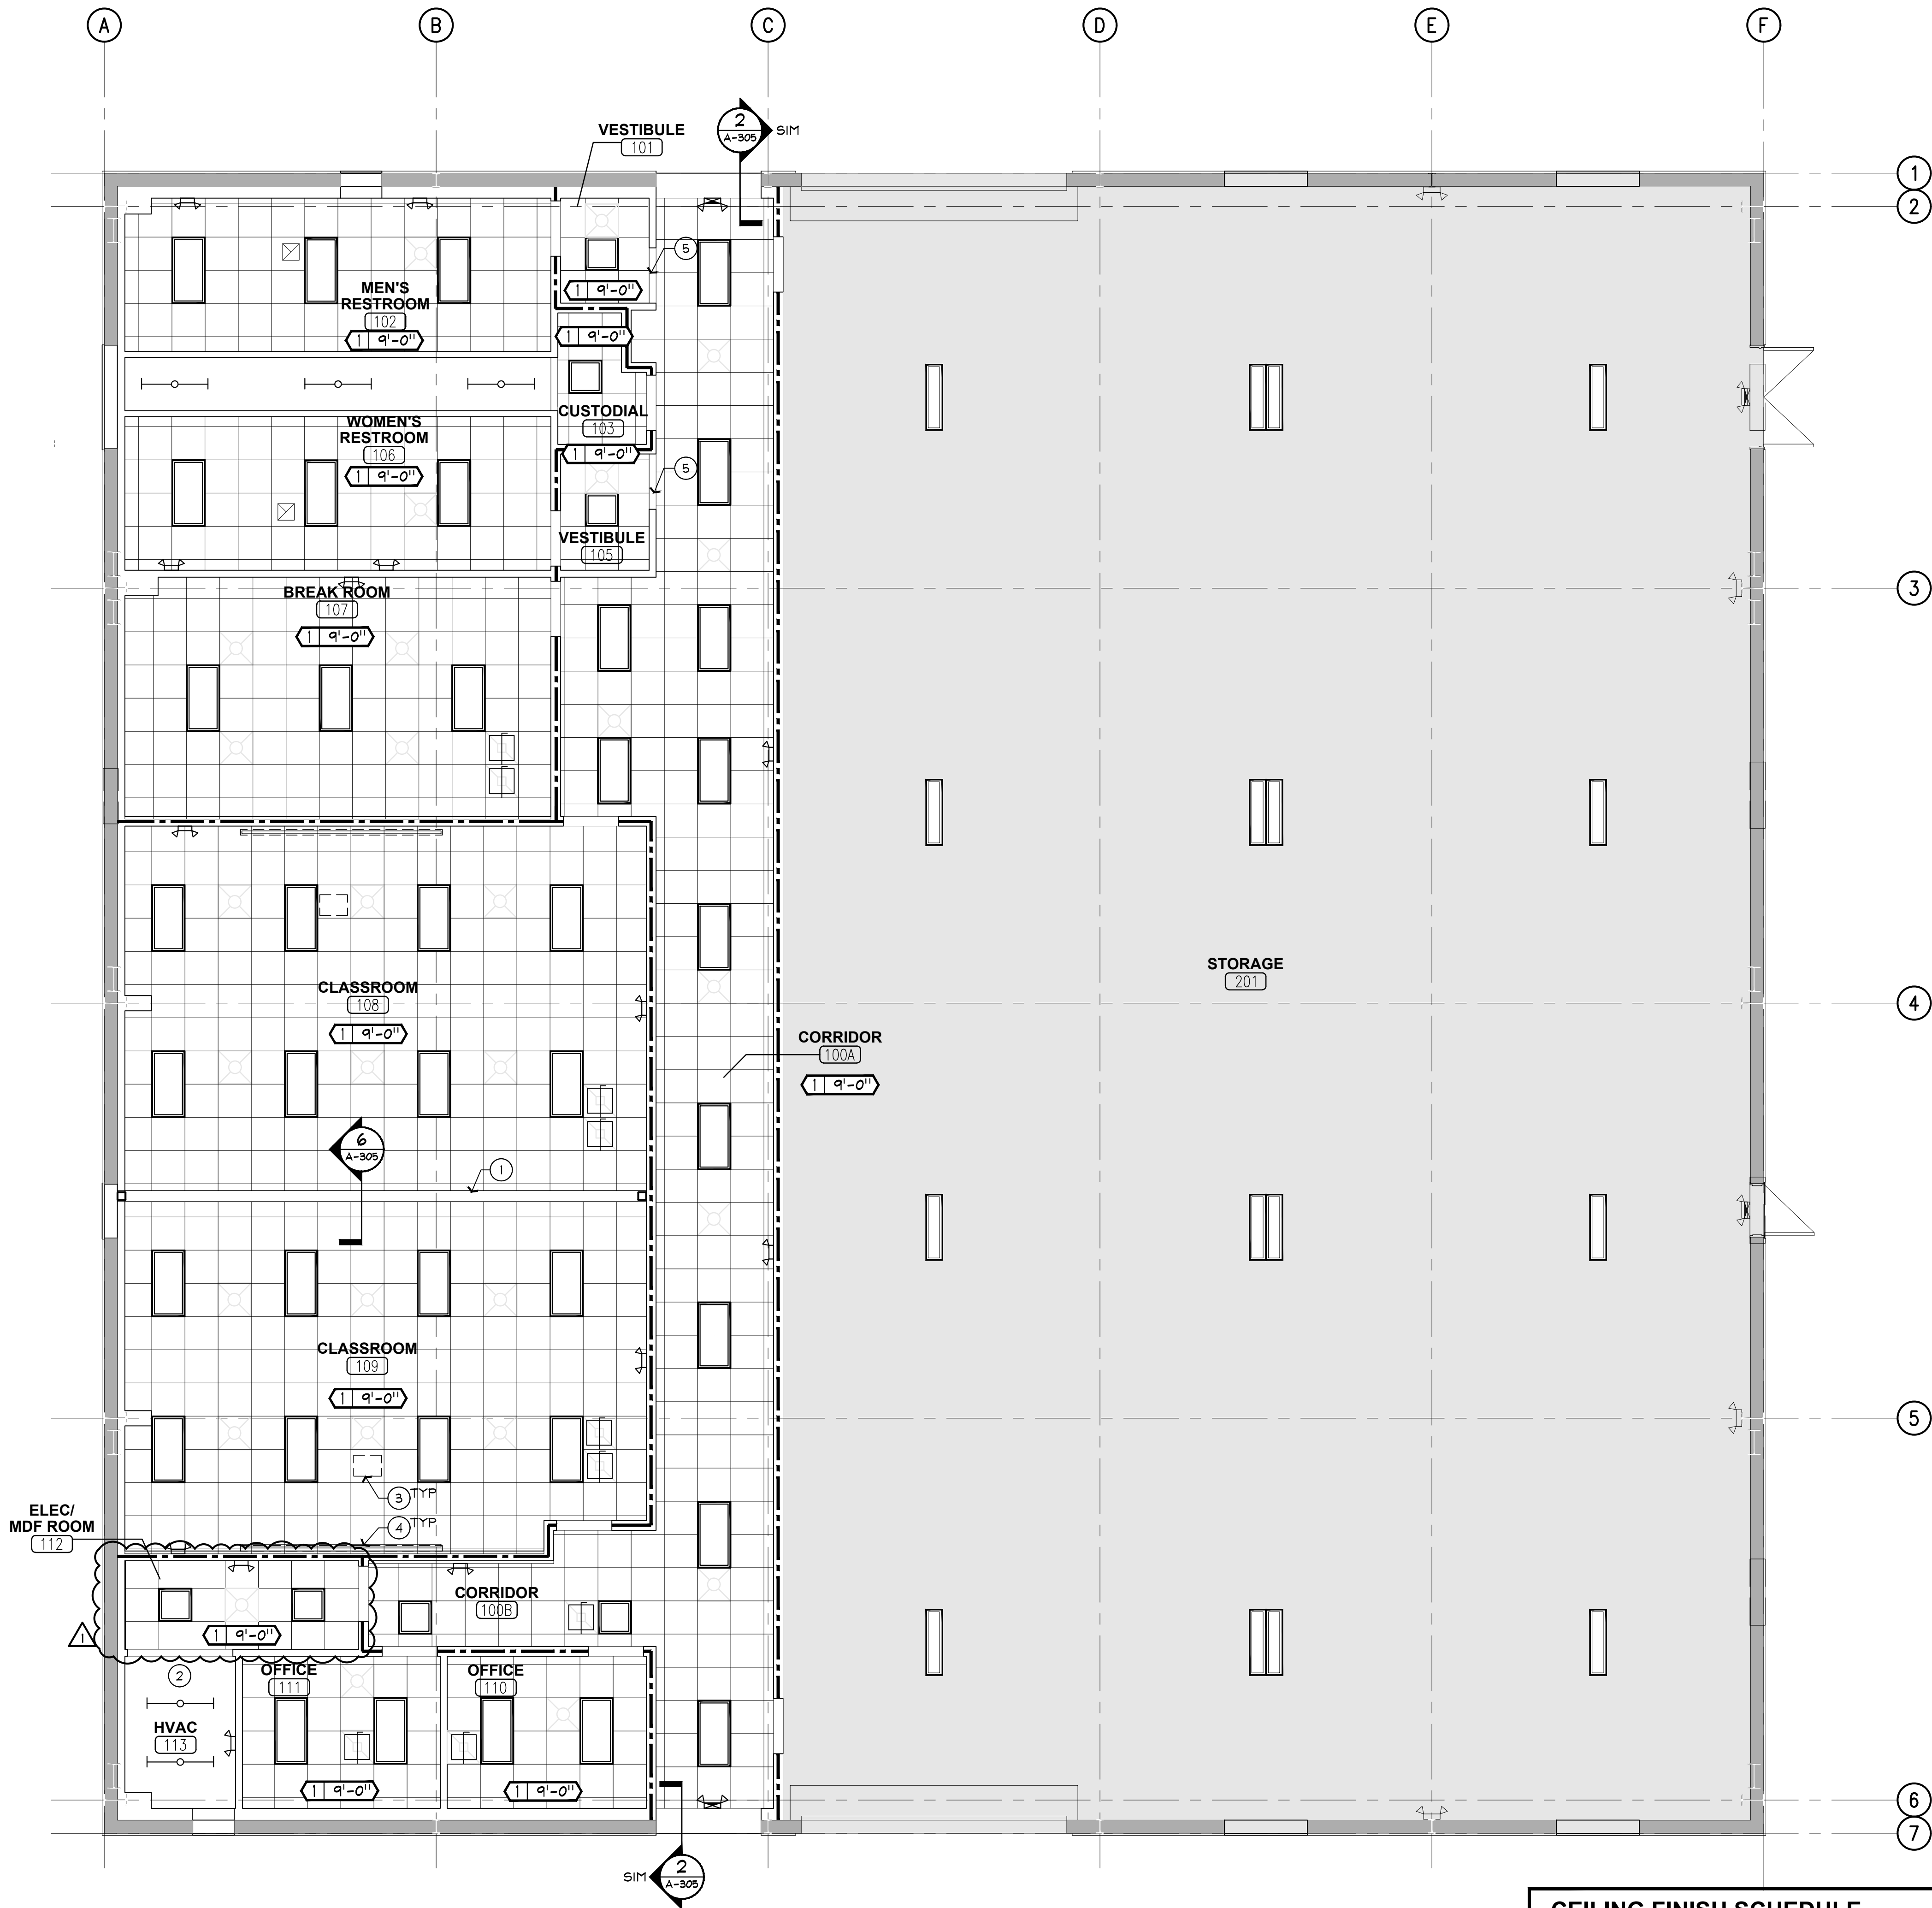 A
B
C
D
E
F
2
A-305
SIM
VESTIBULE
101
1
2
5
MEN'S
RESTROOM
102
1 9'-0"
1 9'-0"
1 9'-0"
CUSTODIAL
103
WOMEN'S
RESTROOM
106
1 9'-0"
1 9'-0"
5
VESTIBULE
105
BREAK ROOM
107
1 9'-0"
3
STORAGE
201
CLASSROOM
108
1 9'-0"
4
CORRIDOR
100A
1 9'-0"
6
A-305
1
CLASSROOM
109
1 9'-0"
5
3 TYP
4 TYP
ELEC/
MDF ROOM
112
CORRIDOR
100B
1 9'-0"
1
2
OFFICE
111
OFFICE
110
HVAC
113
1 9'-0"
1 9'-0"
6
7
SIM
2
A-305
CEILING FINISH SCHEDULE